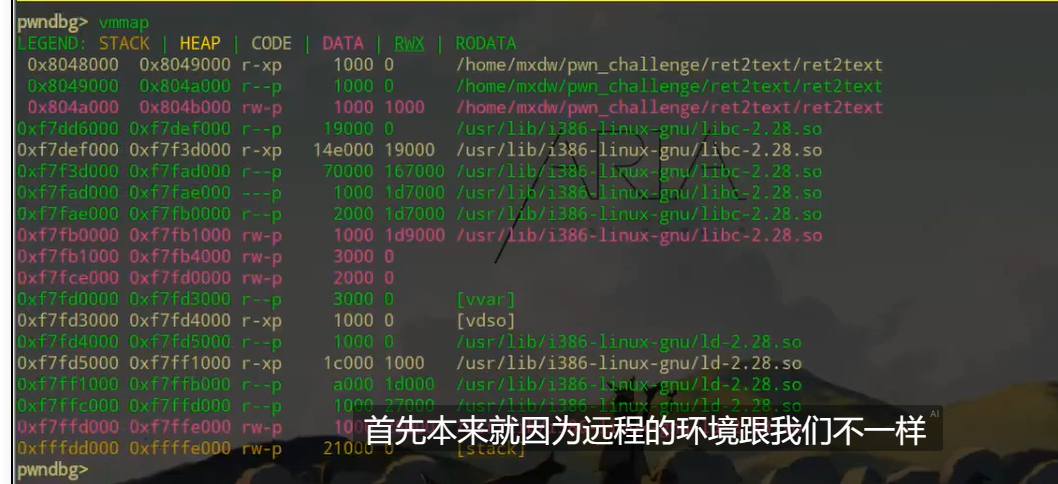 pwndbg> vmmap
LEGEND: STACK | HEAP | CODE | DATA | RWX | RODATA
0x8048000 0x8049000 r-xp 1000 0 /home/mxdw/pwn_challenge/ret2text/ret2text
0x8049000 0x804a000 r--p 1000 0 /home/mxdw/pwn_challenge/ret2text/ret2text
0x804a000 0x804b000 rw-p 1000 1000 /home/mxdw/pwn_challenge/ret2text/ret2text
0xf7dd6000 0xf7def000 r--p 19000 0 /usr/lib/i386-linux-gnu/libc-2.28.so
0xf7def000 0xf7f3d000 r-xp 14e000 19000 /usr/lib/i386-linux-gnu/libc-2.28.so
0xf7f3d000 0xf7fad000 r--p 70000 167000 /usr/lib/i386-linux-gnu/libc-2.28.so
0xf7fad000 0xf7fae000 ---p 1000 1d7000 /usr/lib/i386-linux-gnu/libc-2.28.so
0xf7fae000 0xf7fb0000 r--p 2000 1d7000 /usr/lib/i386-linux-gnu/libc-2.28.so
0xf7fb0000 0xf7fb1000 rw-p 1000 1d9000 /usr/lib/i386-linux-gnu/libc-2.28.so
0xf7fb1000 0xf7fb4000 rw-p 3000 0
0xf7fce000 0xf7fd0000 rw-p 2000 0
0xf7fd0000 0xf7fd3000 r--p 3000 0 [vvar]
0xf7fd3000 0xf7fd4000 r-xp 1000 0 [vdso]
0xf7fd4000 0xf7fd5000 r--p 1000 0 /usr/lib/i386-linux-gnu/ld-2.28.so
0xf7fd5000 0xf7ff1000 r-xp 1c000 1000 /usr/lib/i386-linux-gnu/ld-2.28.so
0xf7ff1000 0xf7ffb000 r--p a000 1d000 /usr/lib/i386-linux-gnu/ld-2.28.so
0xf7ffc000 0xf7ffd000 r--p 1000 27000 /usr/lib/i386-linux-gnu/ld-2.28.so
0xf7ffd000 0xf7ffe000 rw-p
0xfffdd000 0xffffe000 rw-p 21000 0 [stack]
pwndbg>
ARIA
首先本来就因为远程的环境跟我们不一样
AI